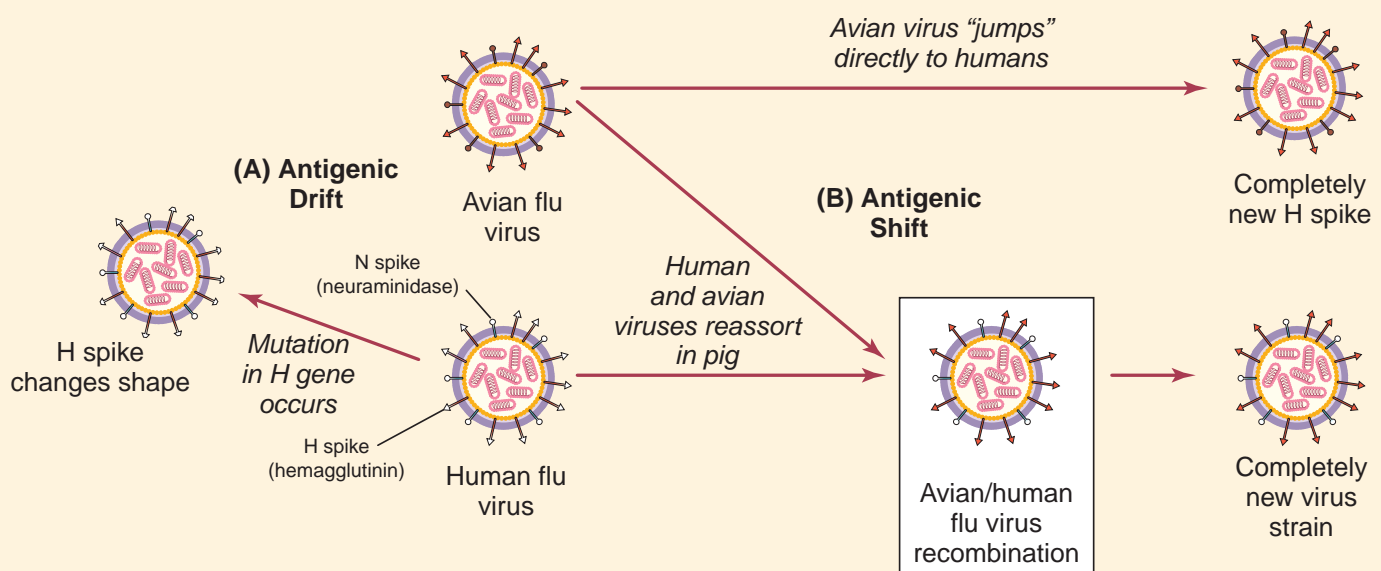 Avian virus “jumps”
directly to humans
(A) Antigenic
Drift
Avian flu
virus
(B) Antigenic
Shift
Completely
new H spike
N spike
(neuraminidase)
Human
and avian
viruses reassort
in pig
H spike
changes shape
Mutation
in H gene
occurs
H spike
(hemagglutinin)
Human flu
virus
Avian/human
flu virus
recombination
Completely
new virus
strain